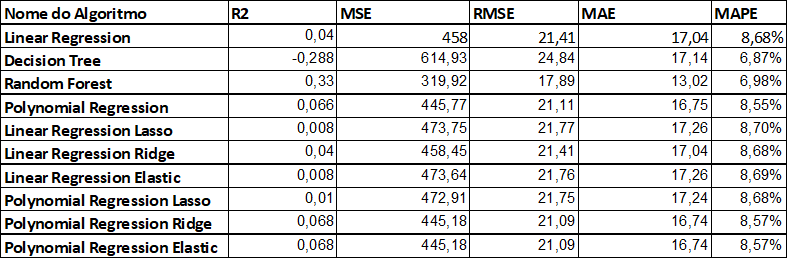 Nome do Algoritmo R2 MSE RMSE MAE MAPE
Linear Regression 0,04 458 21,41 17,04 8,68%
Decision Tree -0,288 614,93 24,84 17,14 6,87%
Random Forest 0,33 319,92 17,89 13,02 6,98%
Polynomial Regression 0,066 445,77 21,11 16,75 8,55%
Linear Regression Lasso 0,008 473,75 21,77 17,26 8,70%
Linear Regression Ridge 0,04 458,45 21,41 17,04 8,68%
Linear Regression Elastic 0,008 473,64 21,76 17,26 8,69%
Polynomial Regression Lasso 0,01 472,91 21,75 17,24 8,68%
Polynomial Regression Ridge 0,068 445,18 21,09 16,74 8,57%
Polynomial Regression Elastic 0,068 445,18 21,09 16,74 8,57%